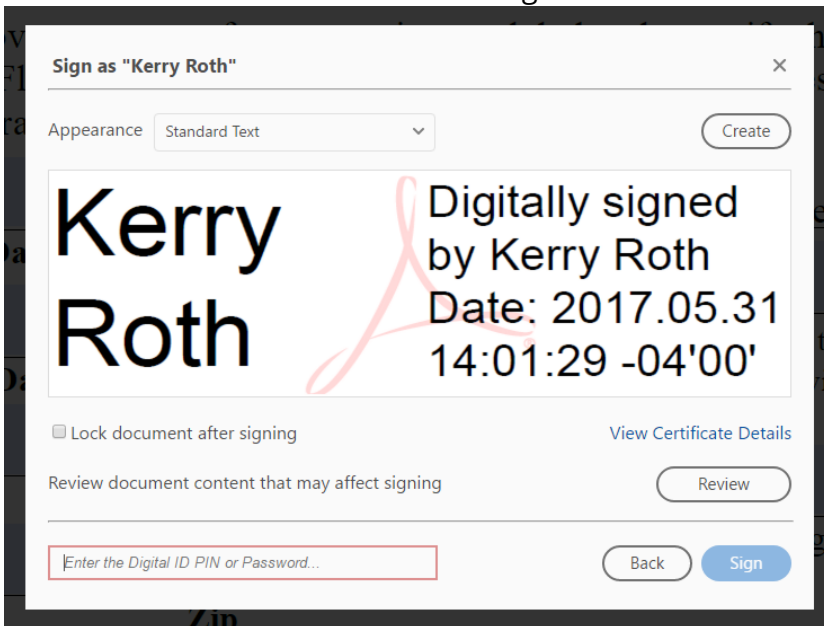 Sign as "Kerry Roth"
Appearance Standard Text Create
Kerry
Roth
Digitally signed
by Kerry Roth
Date: 2017.05.31
14:01:29 -04'00'
Lock document after signing View Certificate Details
Review document content that may affect signing Review
Enter the Digital ID PIN or Password... Back Sign
Zip